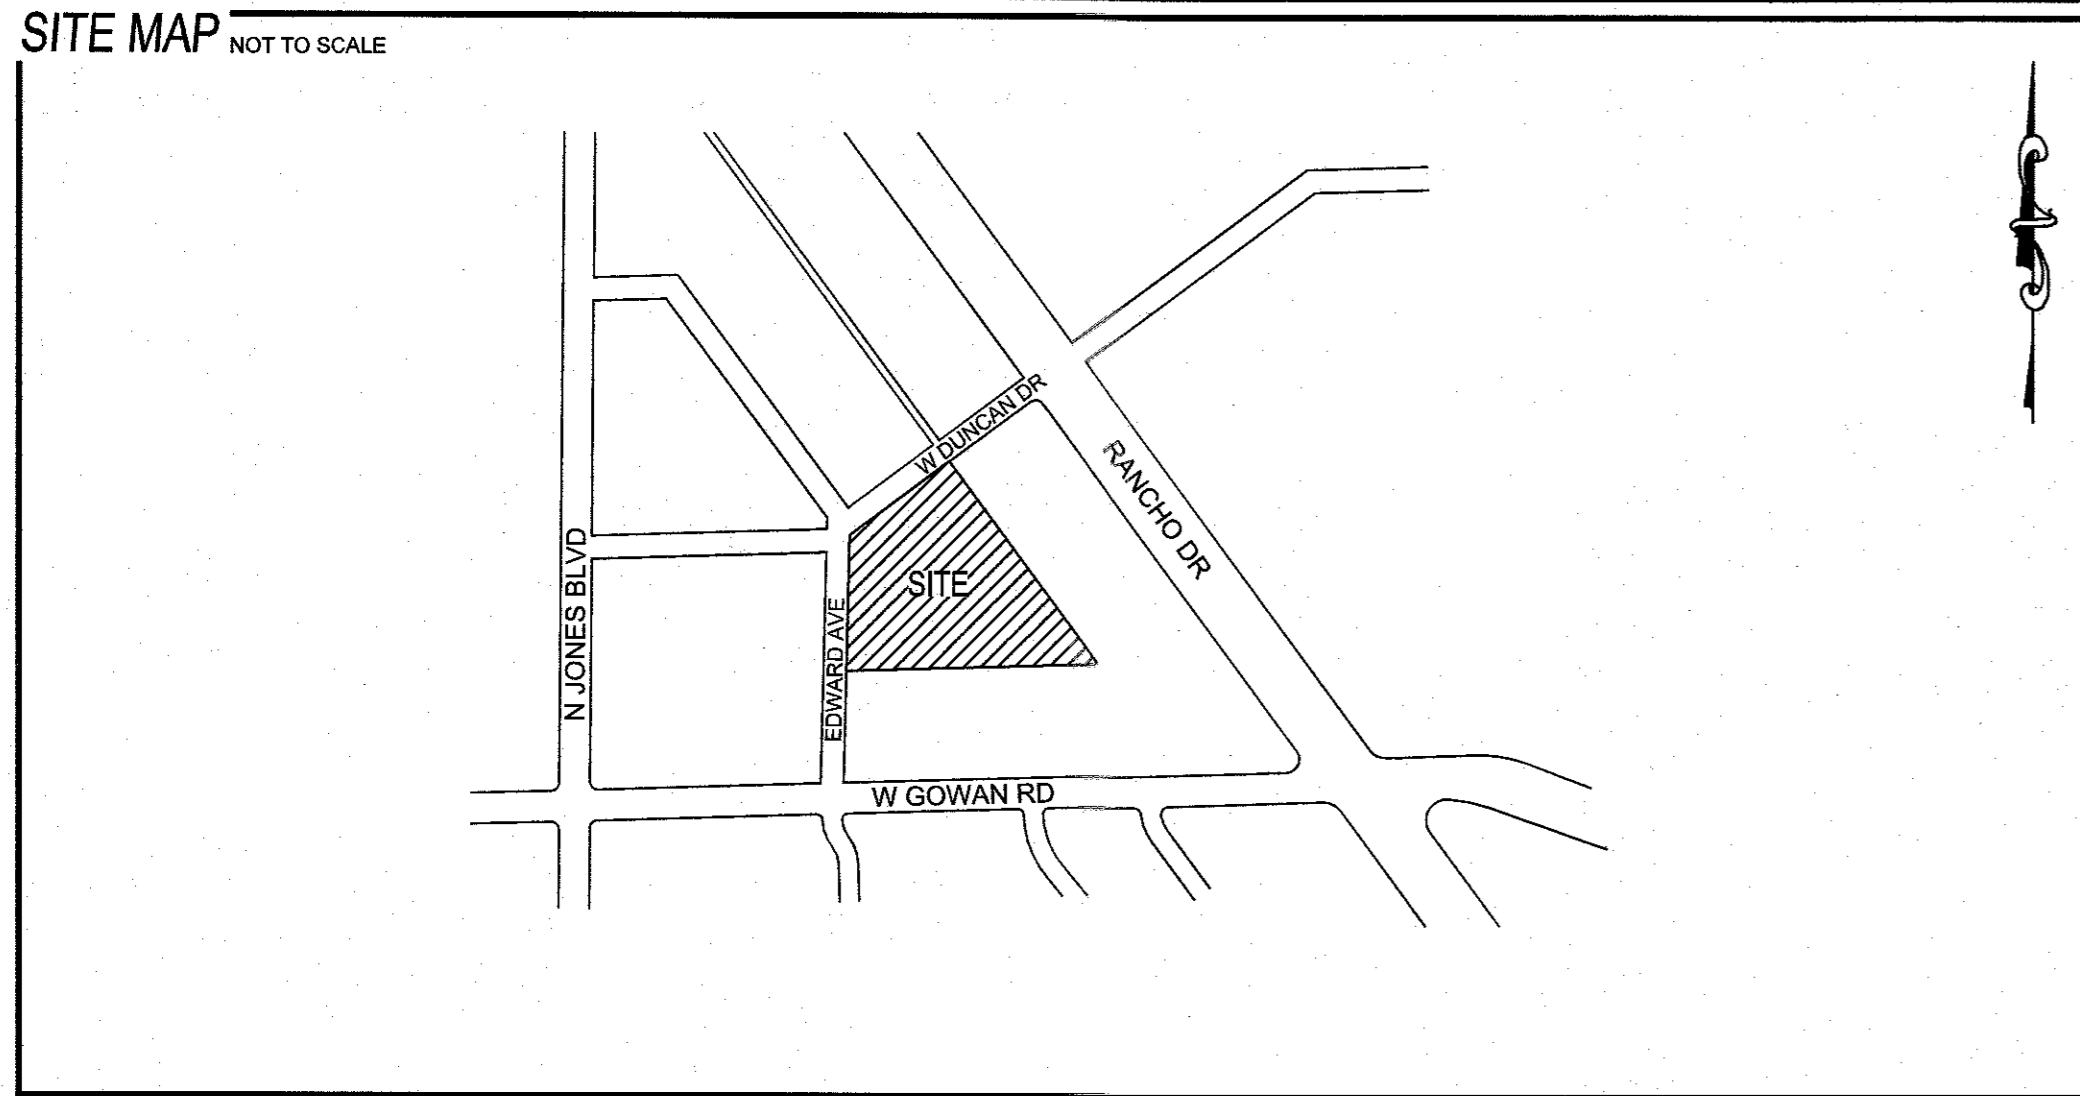 SITE MAP NOT TO SCALE
W DUNCAN DR
RANCHO DR
SITE
N JONES BLVD
EDWARD AVE
W GOWAN RD